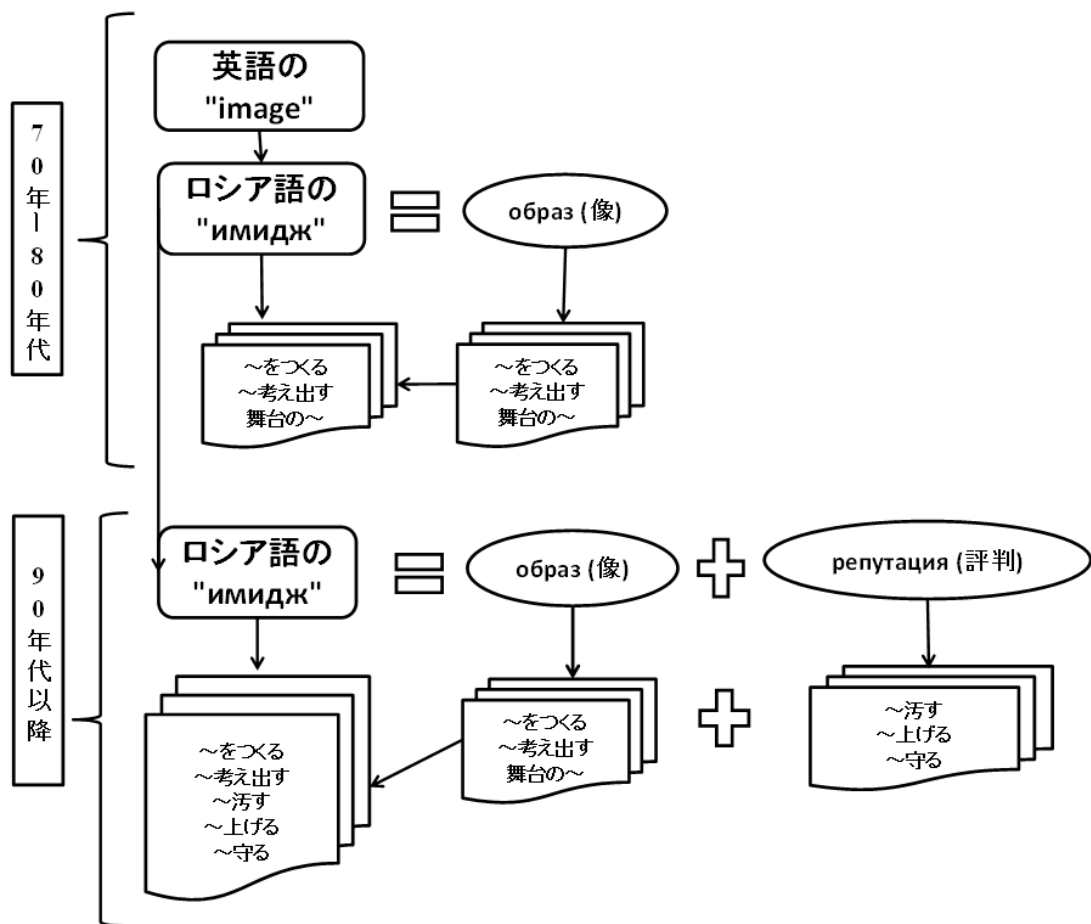 70年ー80年代
英語の
"image"
ロシア語の
"имидж"
образ (像)
～をつくる
～考え出す
舞台の～
～をつくる
～考え出す
舞台の～
90年代以降
ロシア語の
"имидж"
образ (像)
репутация (評判)
～をつくる
～考え出す
～汚す
～上げる
～守る
～をつくる
～考え出す
舞台の～
～汚す
～上げる
～守る